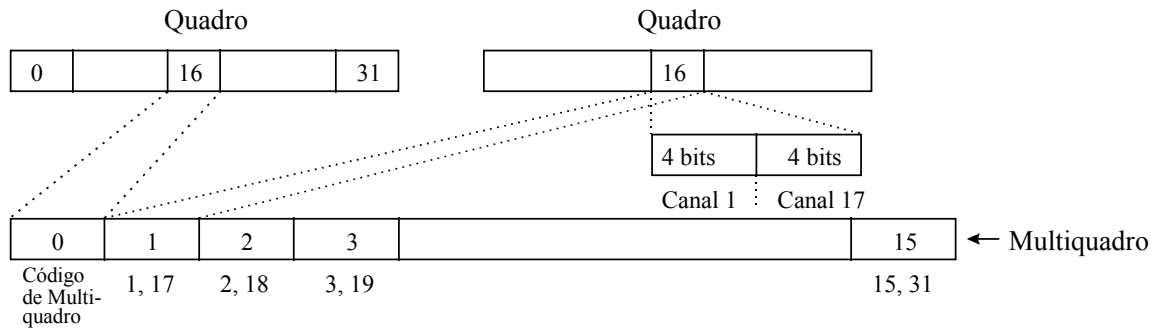 Quadro Quadro
0 16 31 16
4 bits 4 bits
Canal 1 Canal 17
0 1 2 3 15 Multiquadro
Código 1, 17 2, 18 3, 19 15, 31
de Multi-
quadro